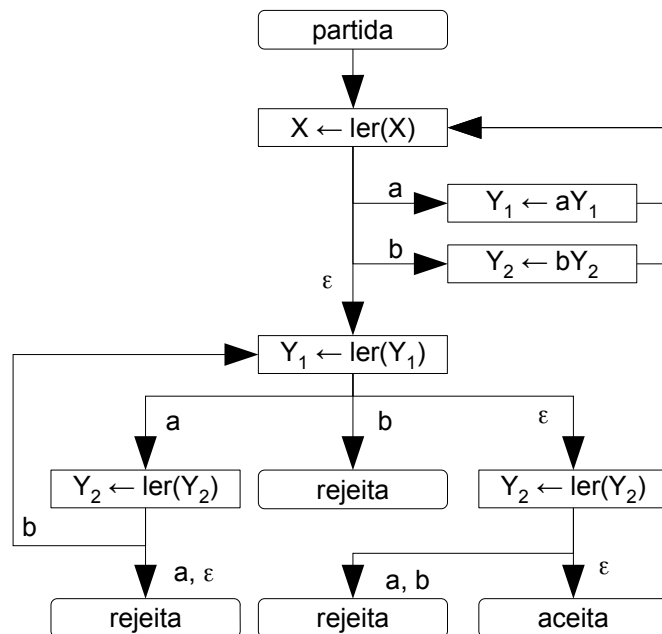 partida
X ← ler(X)
a
Y₁ ← aY₁
b
Y₂ ← bY₂
ε
Y₁ ← ler(Y₁)
a
b
ε
Y₂ ← ler(Y₂)
rejeita
Y₂ ← ler(Y₂)
b
a, ε
a, b
ε
rejeita
rejeita
aceita